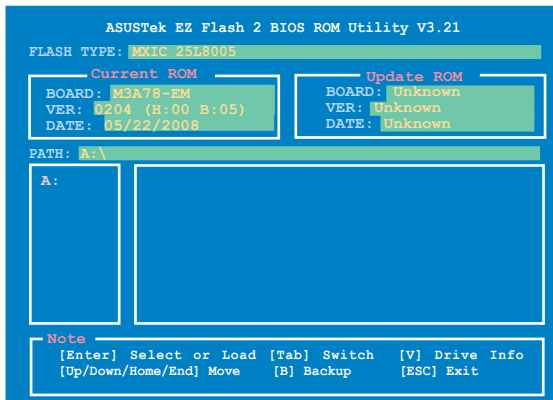 ASUSTek EZ Flash 2 BIOS ROM Utility V3.21
FLASH TYPE: MXIC 25L8005
Current ROM
BOARD: M3A78-EM
VER: 0204 (H:00 B:05)
DATE: 05/22/2008
Update ROM
BOARD: Unknown
VER: Unknown
DATE: Unknown
PATH: A:\
A:
Note
[Enter] Select or Load [Tab] Switch [V] Drive Info
[Up/Down/Home/End] Move [B] Backup [ESC] Exit